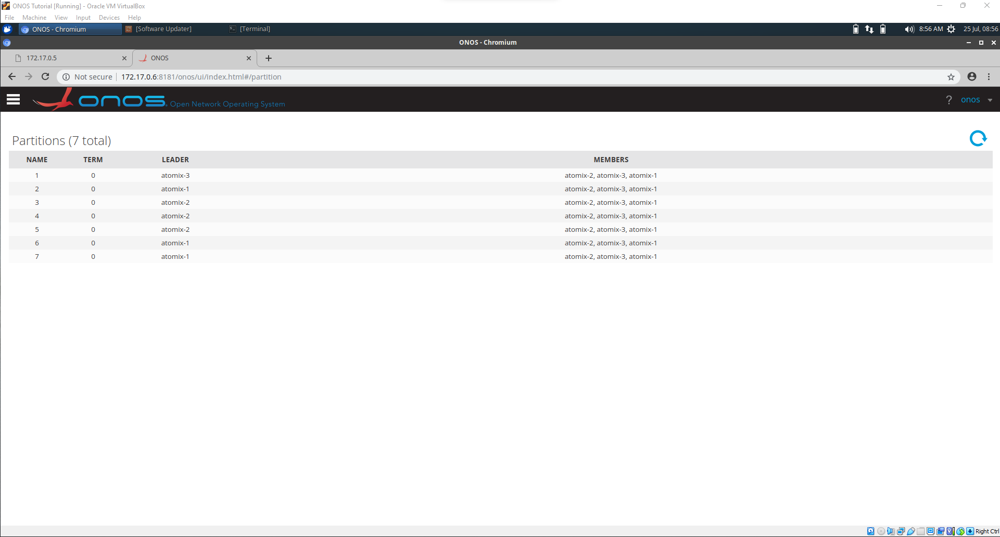 ONOS Tutorial [Running] - Oracle VM VirtualBox
File Machine View Input Devices Help
ONOS - Chromium [Software Updater] [Terminal] 8:56 AM 25 Jul, 08:56
ONOS - Chromium
172.17.0.5 ONOS
Not secure 172.17.0.6:8181/onos/ui/index.html#/partition
onos Open Network Operating System ? onos
Partitions (7 total)
NAME TERM LEADER MEMBERS
1 0 atomix-3 atomix-2, atomix-3, atomix-1
2 0 atomix-1 atomix-2, atomix-3, atomix-1
3 0 atomix-2 atomix-2, atomix-3, atomix-1
4 0 atomix-2 atomix-2, atomix-3, atomix-1
5 0 atomix-2 atomix-2, atomix-3, atomix-1
6 0 atomix-1 atomix-2, atomix-3, atomix-1
7 0 atomix-1 atomix-2, atomix-3, atomix-1
Right Ctrl